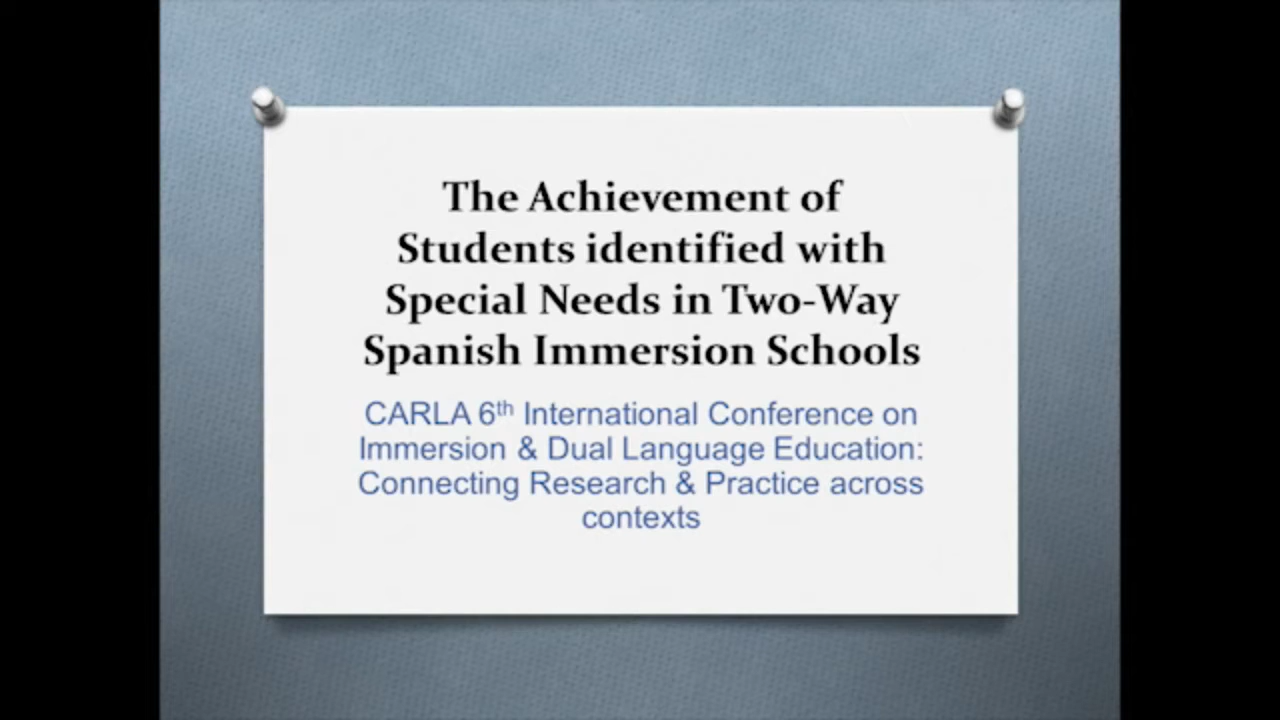 The Achievement of
Students identified with
Special Needs in Two-Way
Spanish Immersion Schools
CARLA 6th International Conference on
Immersion & Dual Language Education:
Connecting Research & Practice across
contexts